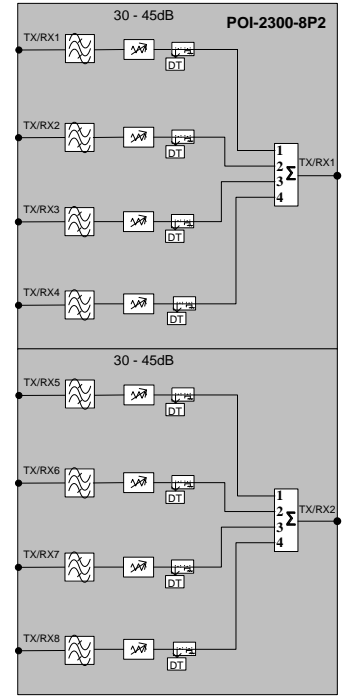 30 - 45dB
POI-2300-8P2
TX/RX1
DT
TX/RX2
DT
TX/RX3
DT
TX/RX4
DT
1
2
3
4
Σ
TX/RX1
30 - 45dB
TX/RX5
DT
TX/RX6
DT
TX/RX7
DT
TX/RX8
DT
1
2
3
4
Σ
TX/RX2